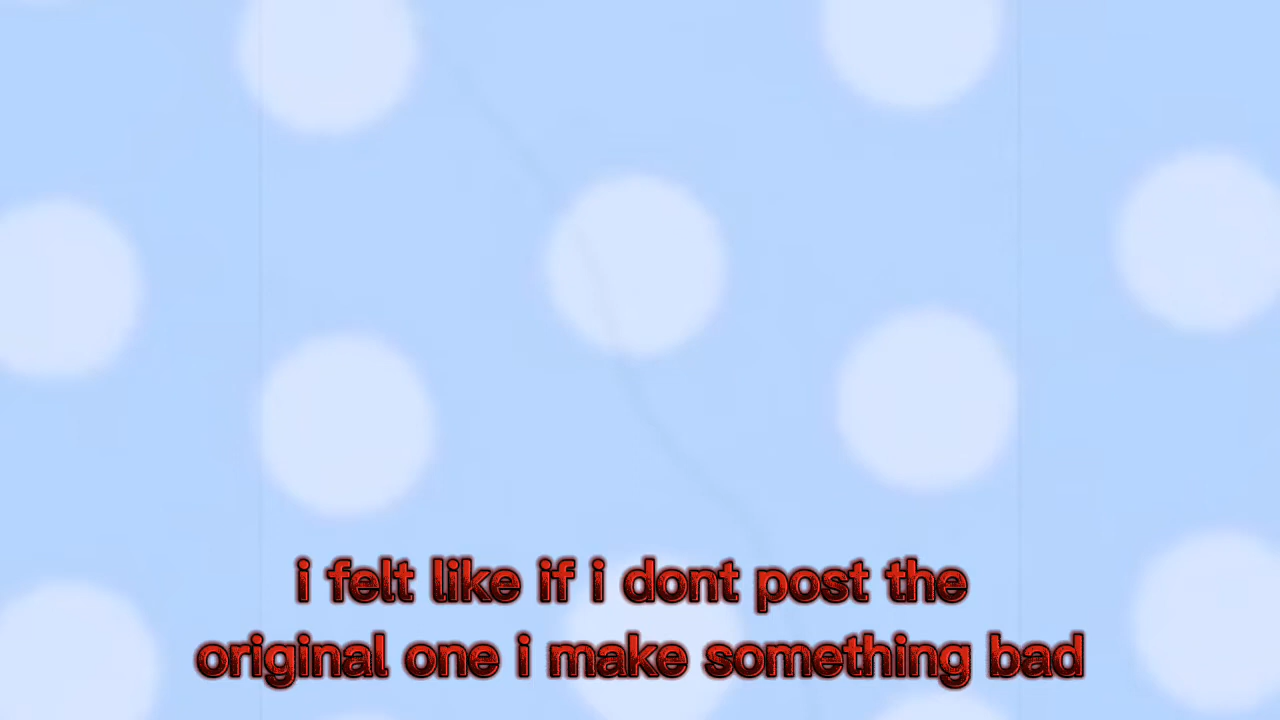 i felt like if i dont post the
original one i make something bad